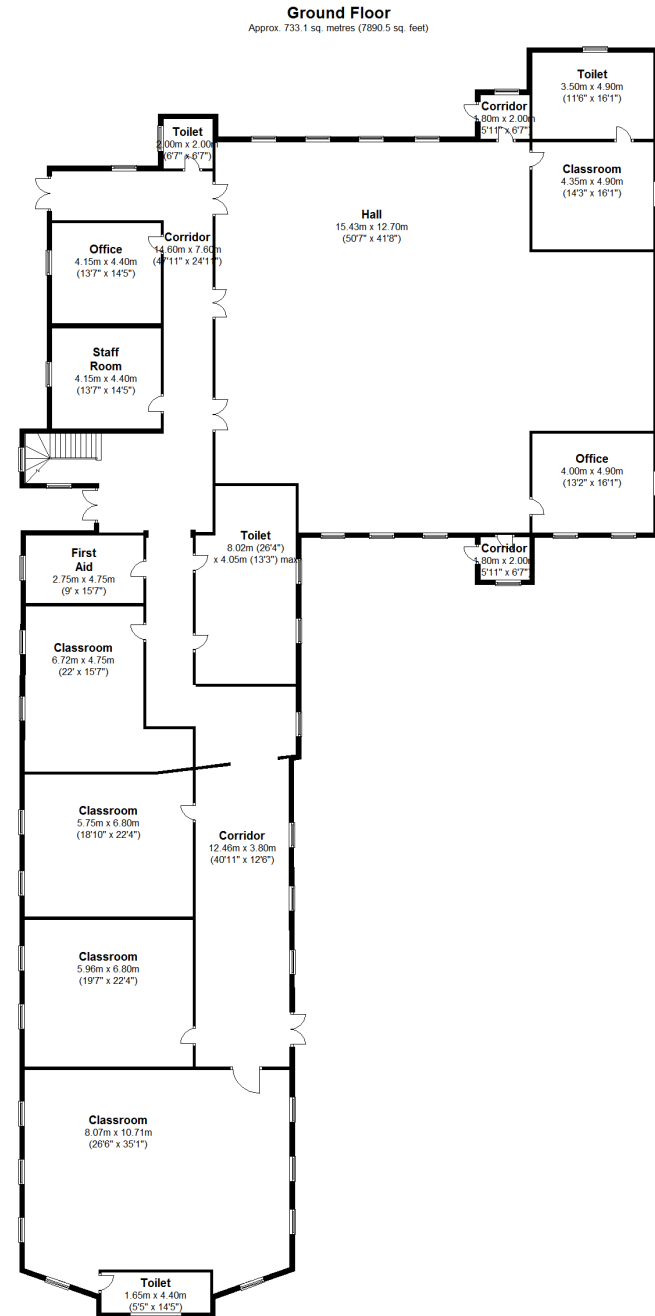 Ground Floor
Approx. 733.1 sq. metres (7890.5 sq. feet)
Toilet
3.50m x 4.90m
(11'6" x 16'1")
Corridor
1.80m x 2.00m
5'11" x 6'7")
Toilet
2.00m x 2.00m
(6'7" x 6'7")
Classroom
4.35m x 4.90m
(14'3" x 16'1")
Hall
15.43m x 12.70m
(50'7" x 41'8")
Office
4.15m x 4.40m
(13'7" x 14'5")
Corridor
14.60m x 7.60m
(47'11" x 24'11")
Staff
Room
4.15m x 4.40m
(13'7" x 14'5")
Office
4.00m x 4.90m
(13'2" x 16'1")
Toilet
8.02m (26'4")
x 4.05m (13'3") max
Corridor
1.80m x 2.00m
5'11" x 6'7")
First
Aid
2.75m x 4.75m
(9' x 15'7")
Classroom
6.72m x 4.75m
(22' x 15'7")
Classroom
5.75m x 6.80m
(18'10" x 22'4")
Corridor
12.46m x 3.80m
(40'11" x 12'6")
Classroom
5.96m x 6.80m
(19'7" x 22'4")
Classroom
8.07m x 10.71m
(26'6" x 35'1")
Toilet
1.65m x 4.40m
(5'5" x 14'5")